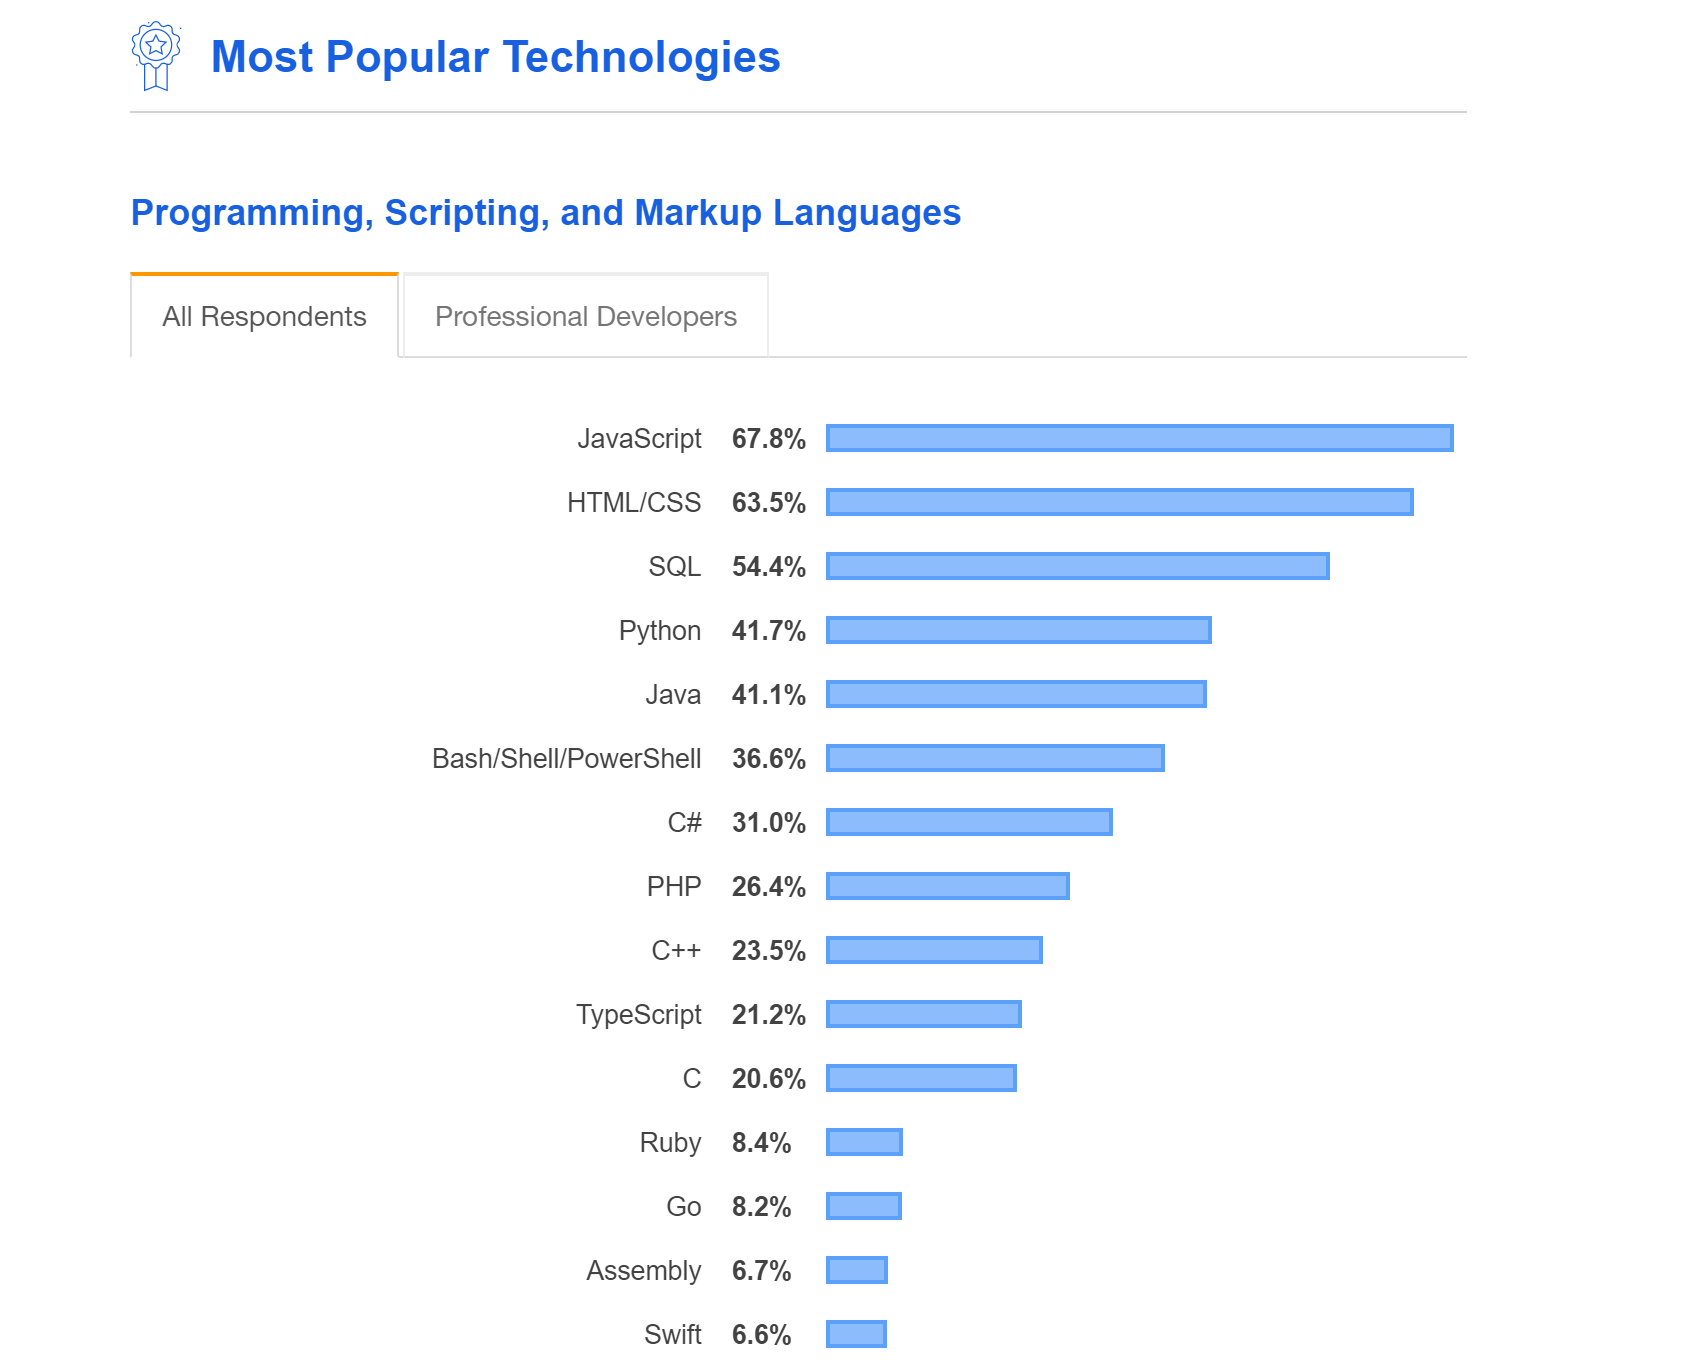 Most Popular Technologies
Programming, Scripting, and Markup Languages
All Respondents Professional Developers
JavaScript 67.8%
HTML/CSS 63.5%
SQL 54.4%
Python 41.7%
Java 41.1%
Bash/Shell/PowerShell 36.6%
C# 31.0%
PHP 26.4%
C++ 23.5%
TypeScript 21.2%
C 20.6%
Ruby 8.4%
Go 8.2%
Assembly 6.7%
Swift 6.6%